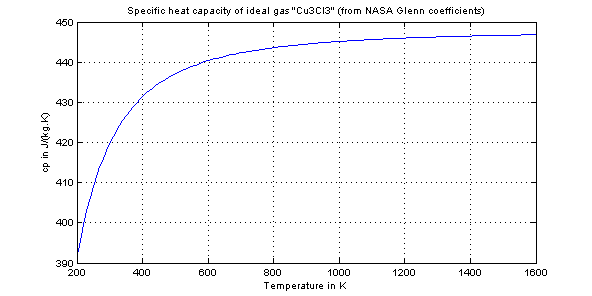 Specific heat capacity of ideal gas "Cu3Cl3" (from NASA Glenn coefficients)
450
440
430
420
410
400
390
cp in J/(kg.K)
200 400 600 800 1000 1200 1400 1600
Temperature in K